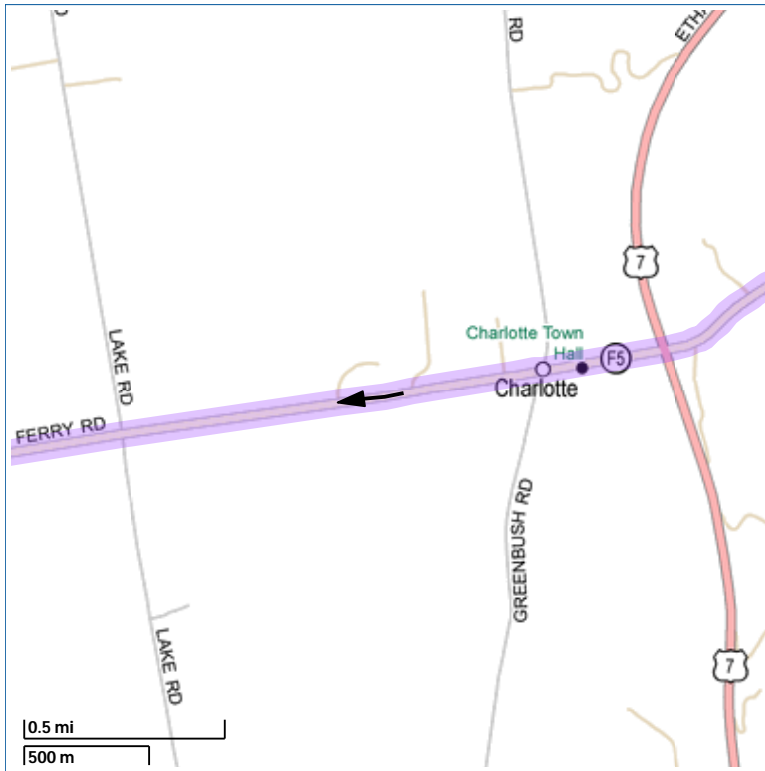 RD
ETHA
7
Charlotte Town
Hall
F5
Charlotte
LAKE RD
FERRY RD
GREENBUSH RD
LAKE RD
7
0.5 mi
500 m